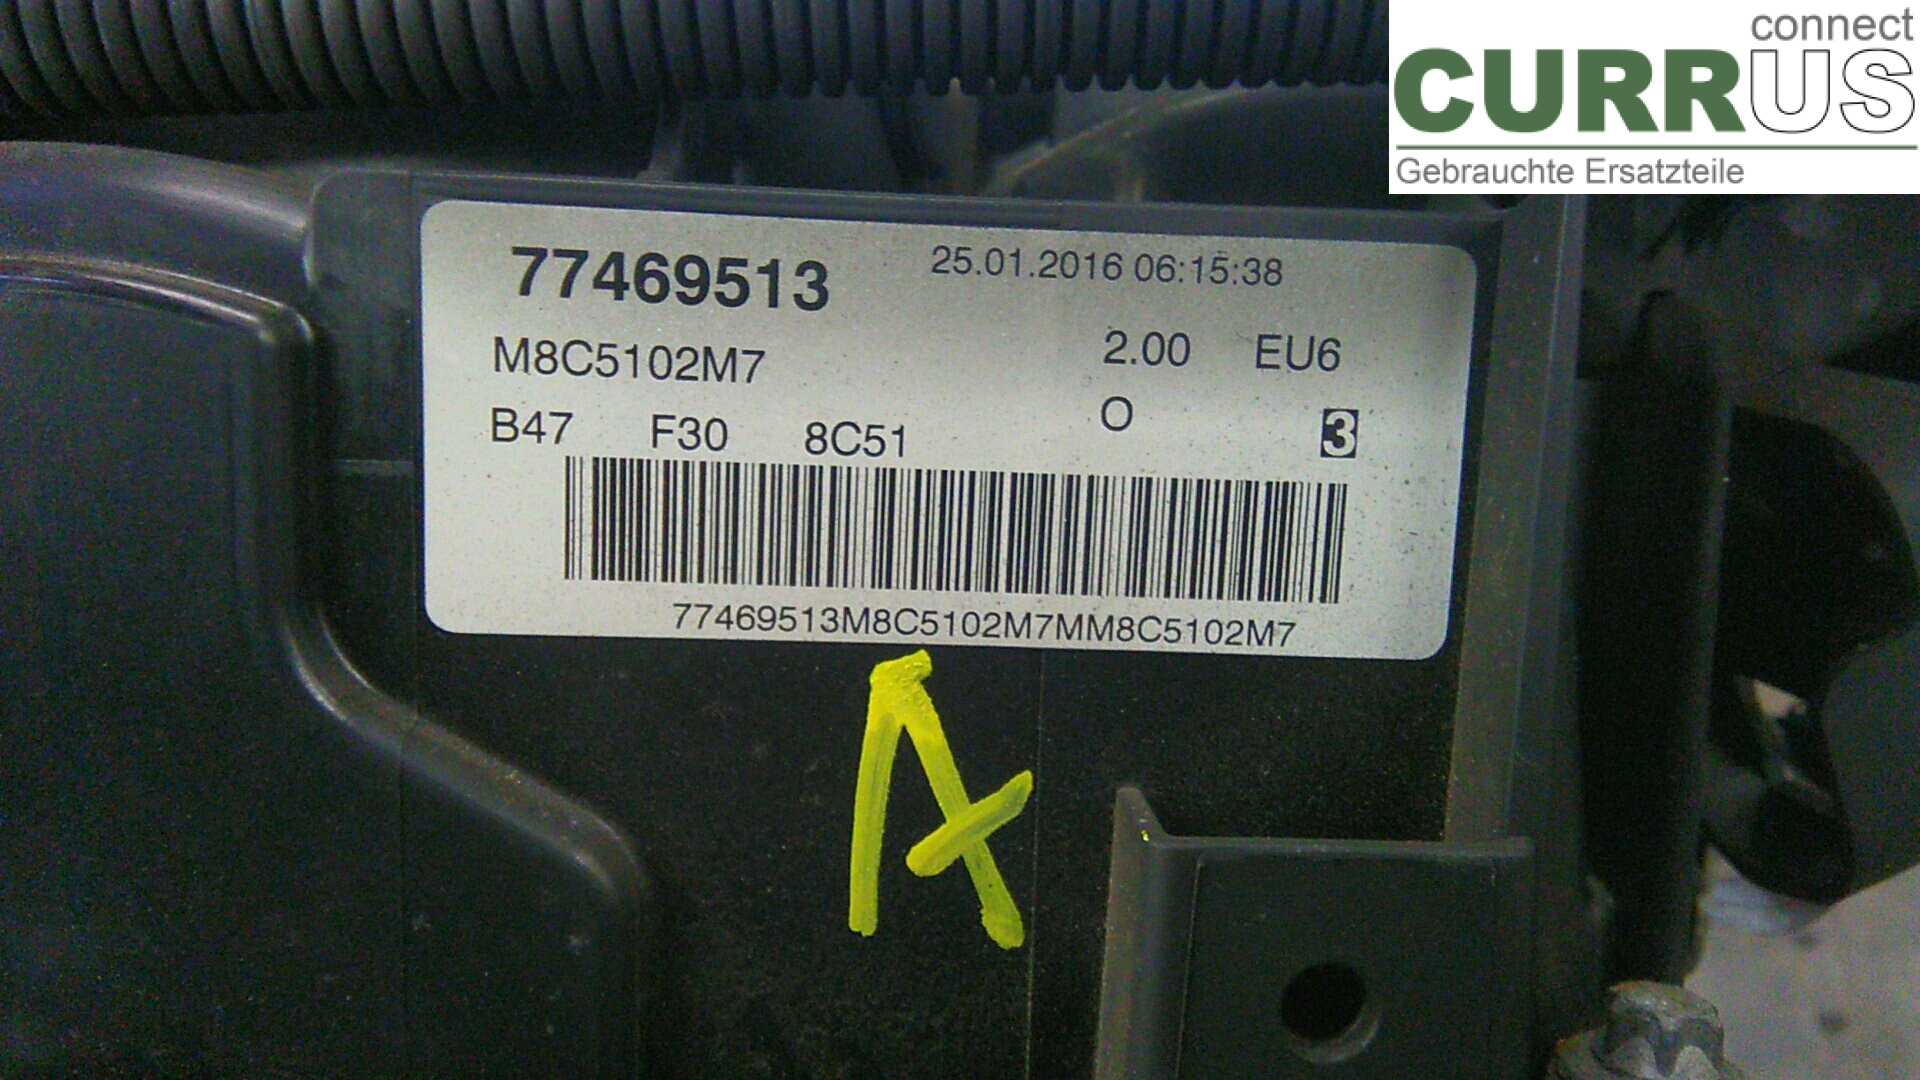 connect
CURRUS
Gebrauchte Ersatzteile
77469513 25.01.2016 06:15:38
M8C5102M7 2.00 EU6
B47 F30 8C51 O 3
77469513M8C5102M7MM8C5102M7
A